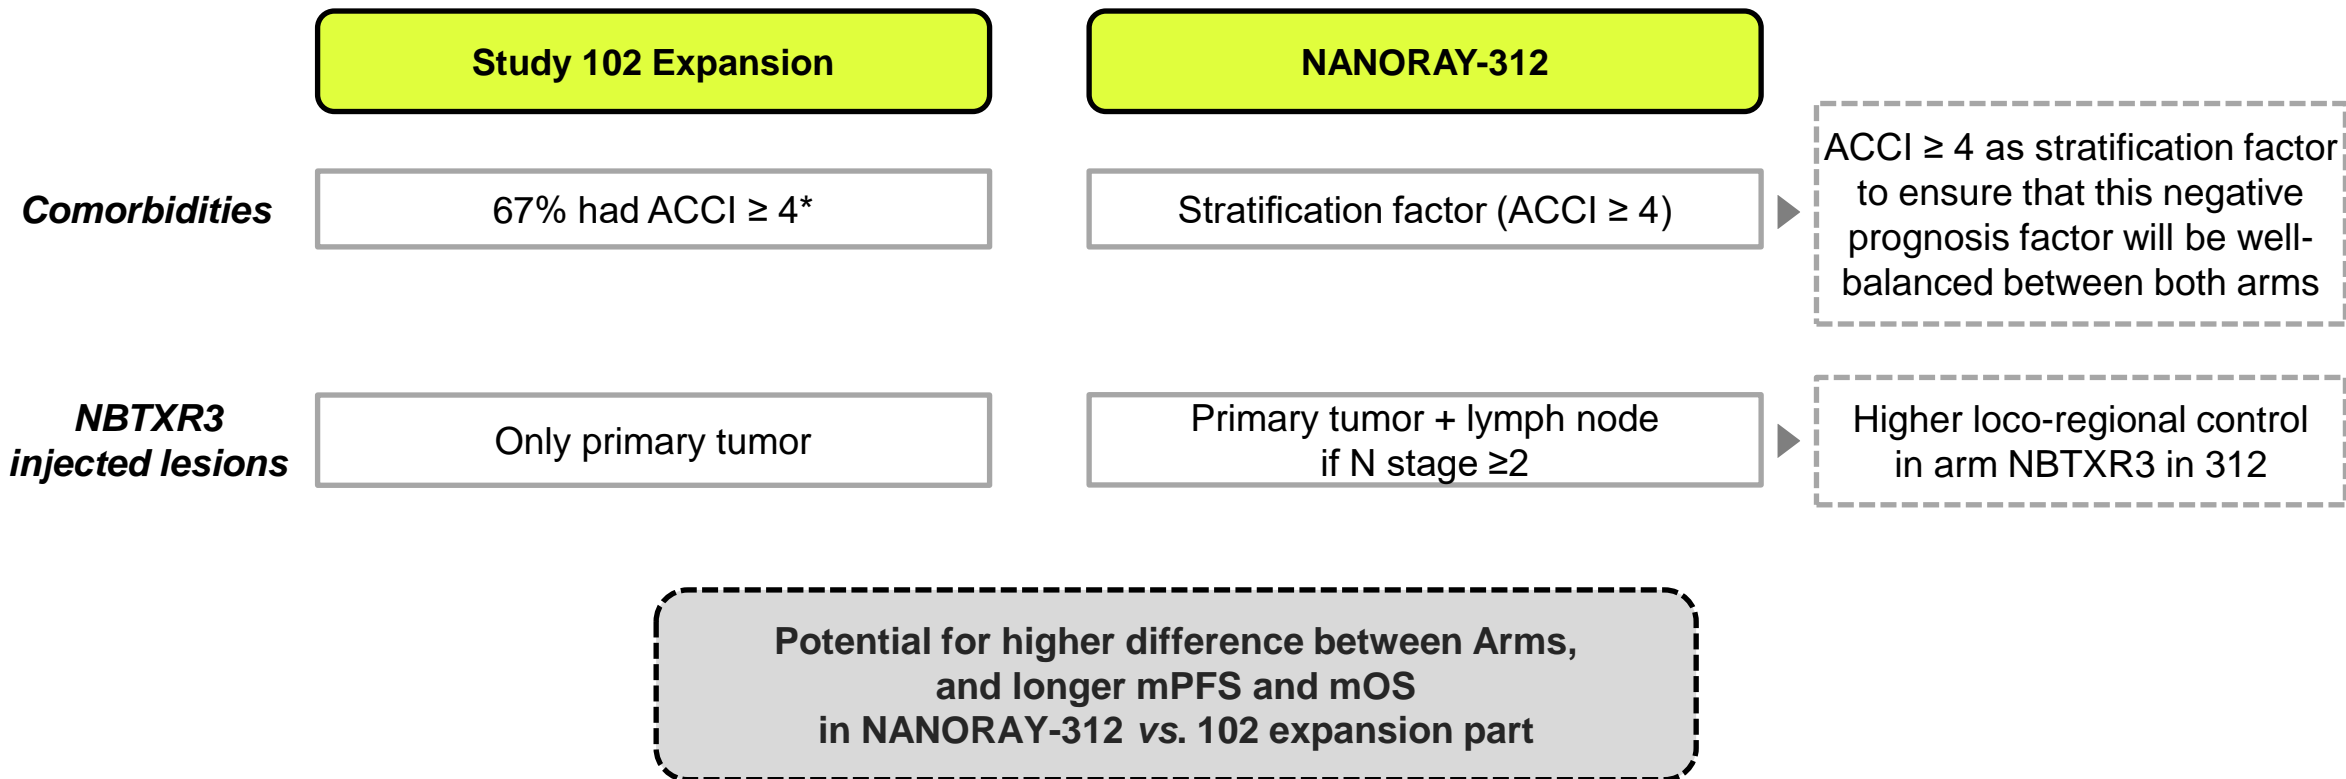 Study 102 Expansion
NANORAY-312
Comorbidities
67% had ACCI ≥ 4*
Stratification factor (ACCI ≥ 4)
ACCI ≥ 4 as stratification factor
to ensure that this negative
prognosis factor will be well-
balanced between both arms
NBTXR3
injected lesions
Only primary tumor
Primary tumor + lymph node
if N stage ≥2
Higher loco-regional control
in arm NBTXR3 in 312
Potential for higher difference between Arms,
and longer mPFS and mOS
in NANORAY-312 vs. 102 expansion part